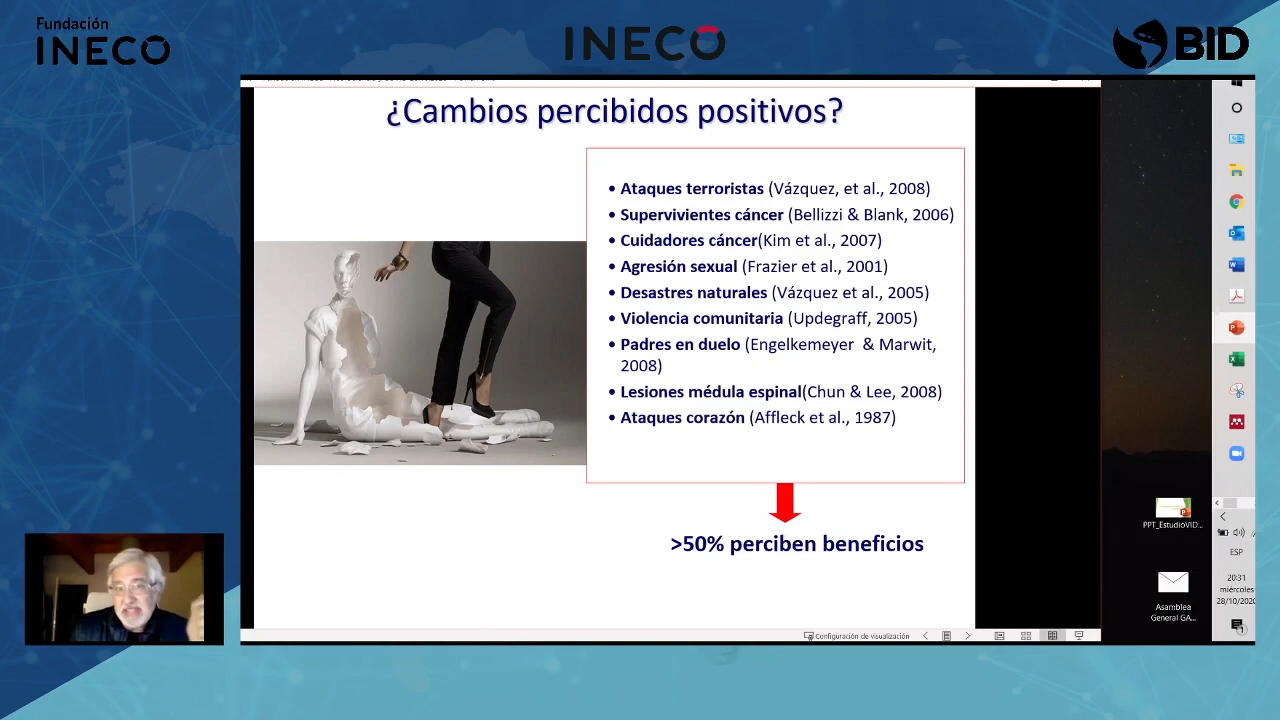 Fundación
INECO
INECO
BID
¿Cambios percibidos positivos?
• Ataques terroristas (Vázquez, et al., 2008)
• Supervivientes cáncer (Bellizzi & Blank, 2006)
• Cuidadores cáncer(Kim et al., 2007)
• Agresión sexual (Frazier et al., 2001)
• Desastres naturales (Vázquez et al., 2005)
• Violencia comunitaria (Updegraff, 2005)
• Padres en duelo (Engelkemeyer & Marwit,
2008)
• Lesiones médula espinal(Chun & Lee, 2008)
• Ataques corazón (Affleck et al., 1987)
>50% perciben beneficios
Configuración de visualización
PPT_EstudioVID...
Asamblea
General GA...
ESP
20:31
miércoles
28/10/2020